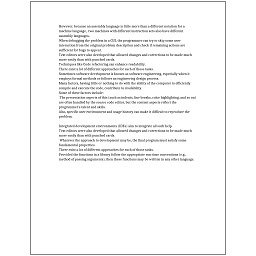 However, because an assembly language is little more than a different notation for a
machine language, two machines with different instruction sets also have different
assembly languages.
When debugging the problem in a GUI, the programmer can try to skip some user
interaction from the original problem description and check if remaining actions are
sufficient for bugs to appear.
Text editors were also developed that allowed changes and corrections to be made much
more easily than with punched cards.
Techniques like Code refactoring can enhance readability.
There exist a lot of different approaches for each of those tasks.
Sometimes software development is known as software engineering, especially when it
employs formal methods or follows an engineering design process.
Many factors, having little or nothing to do with the ability of the computer to efficiently
compile and execute the code, contribute to readability.
Some of these factors include:
The presentation aspects of this (such as indents, line breaks, color highlighting, and so on)
are often handled by the source code editor, but the content aspects reflect the
programmer's talent and skills.
Also, specific user environment and usage history can make it difficult to reproduce the
problem.
Integrated development environments (IDEs) aim to integrate all such help.
Text editors were also developed that allowed changes and corrections to be made much
more easily than with punched cards.
Whatever the approach to development may be, the final program must satisfy some
fundamental properties.
There exist a lot of different approaches for each of those tasks.
Provided the functions in a library follow the appropriate run-time conventions (e.g.,
method of passing arguments), then these functions may be written in any other language.